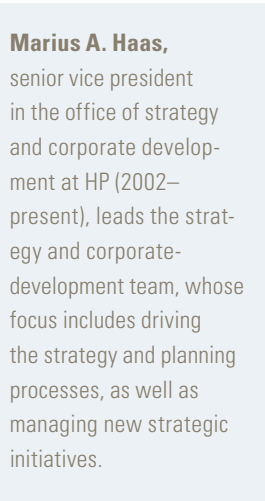 Marius A. Haas,
senior vice president
in the office of strategy
and corporate develop-
ment at HP (2002–
present), leads the strat-
egy and corporate-
development team, whose
focus includes driving
the strategy and planning
processes, as well as
managing new strategic
initiatives.